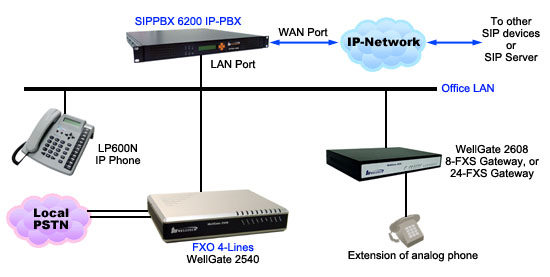 SIPPBX 6200 IP-PBX
WAN Port
IP-Network
To other
SIP devices
or
SIP Server
LAN Port
Office LAN
LP600N
IP Phone
WellGate 2608
8-FXS Gateway, or
24-FXS Gateway
Local
PSTN
FXO 4-Lines
WellGate 2540
Extension of analog phone